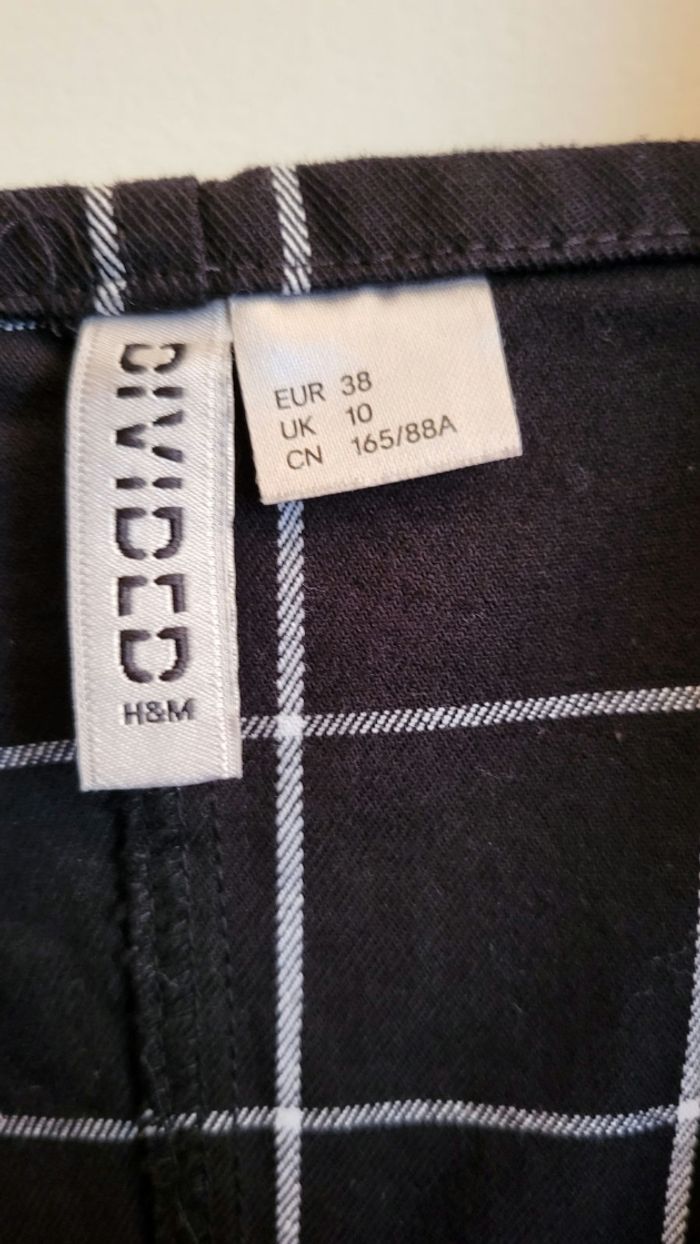 DIVIDED
H&M
EUR 38
UK 10
CN 165/88A